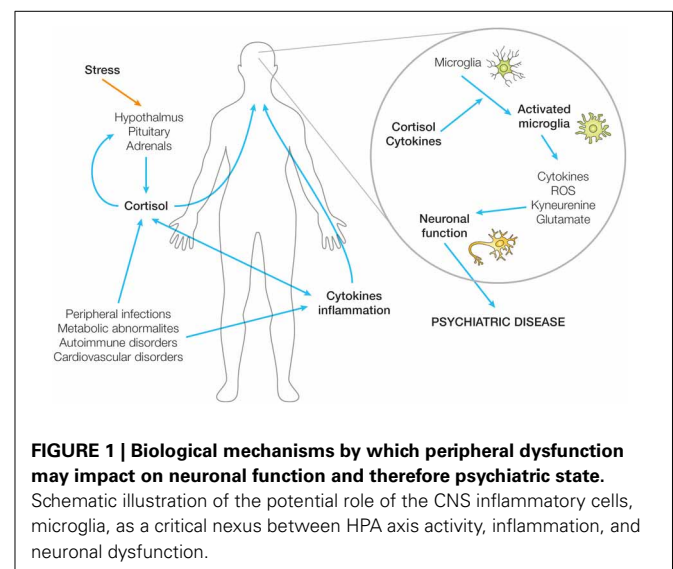 Stress
Hypothalmus
Pituitary
Adrenals
Cortisol
Peripheral infections
Metabolic abnormalites
Autoimmune disorders
Cardiovascular disorders
Cytokines
inflammation
Microglia
Cortisol
Cytokines
Activated
microglia
Cytokines
ROS
Kyneurenine
Glutamate
Neuronal
function
PSYCHIATRIC DISEASE
FIGURE 1 | Biological mechanisms by which peripheral dysfunction
may impact on neuronal function and therefore psychiatric state.
Schematic illustration of the potential role of the CNS inflammatory cells,
microglia, as a critical nexus between HPA axis activity, inflammation, and
neuronal dysfunction.